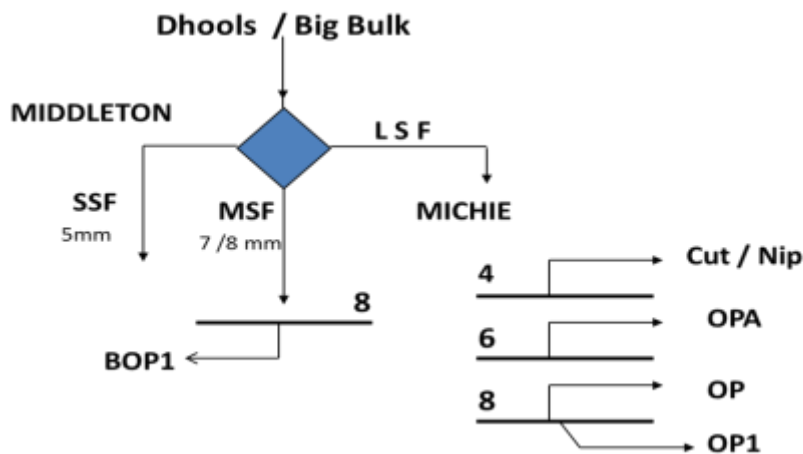 Dhools / Big Bulk
MIDDLETON
L S F
SSF
5mm
MSF
7 /8 mm
MICHIE
8
BOP1
4
Cut / Nip
6
OPA
8
OP
OP1